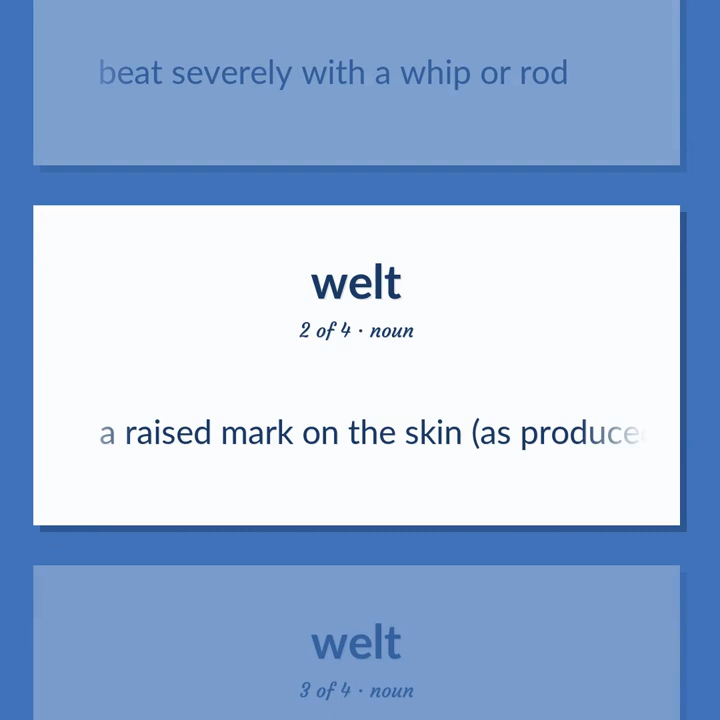 beat severely with a whip or rod
welt
2 of 4 · noun
a raised mark on the skin (as produce
welt
3 of 4 · noun